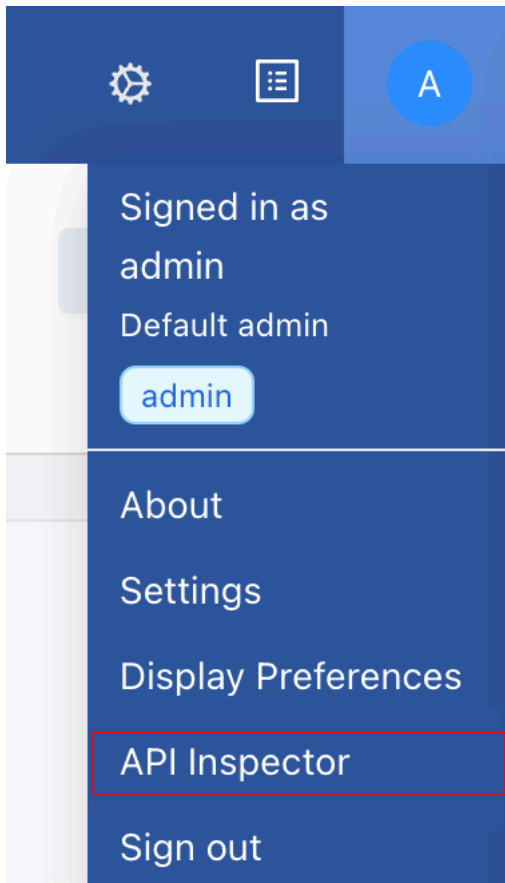 A
Signed in as
admin
Default admin
admin
About
Settings
Display Preferences
API Inspector
Sign out